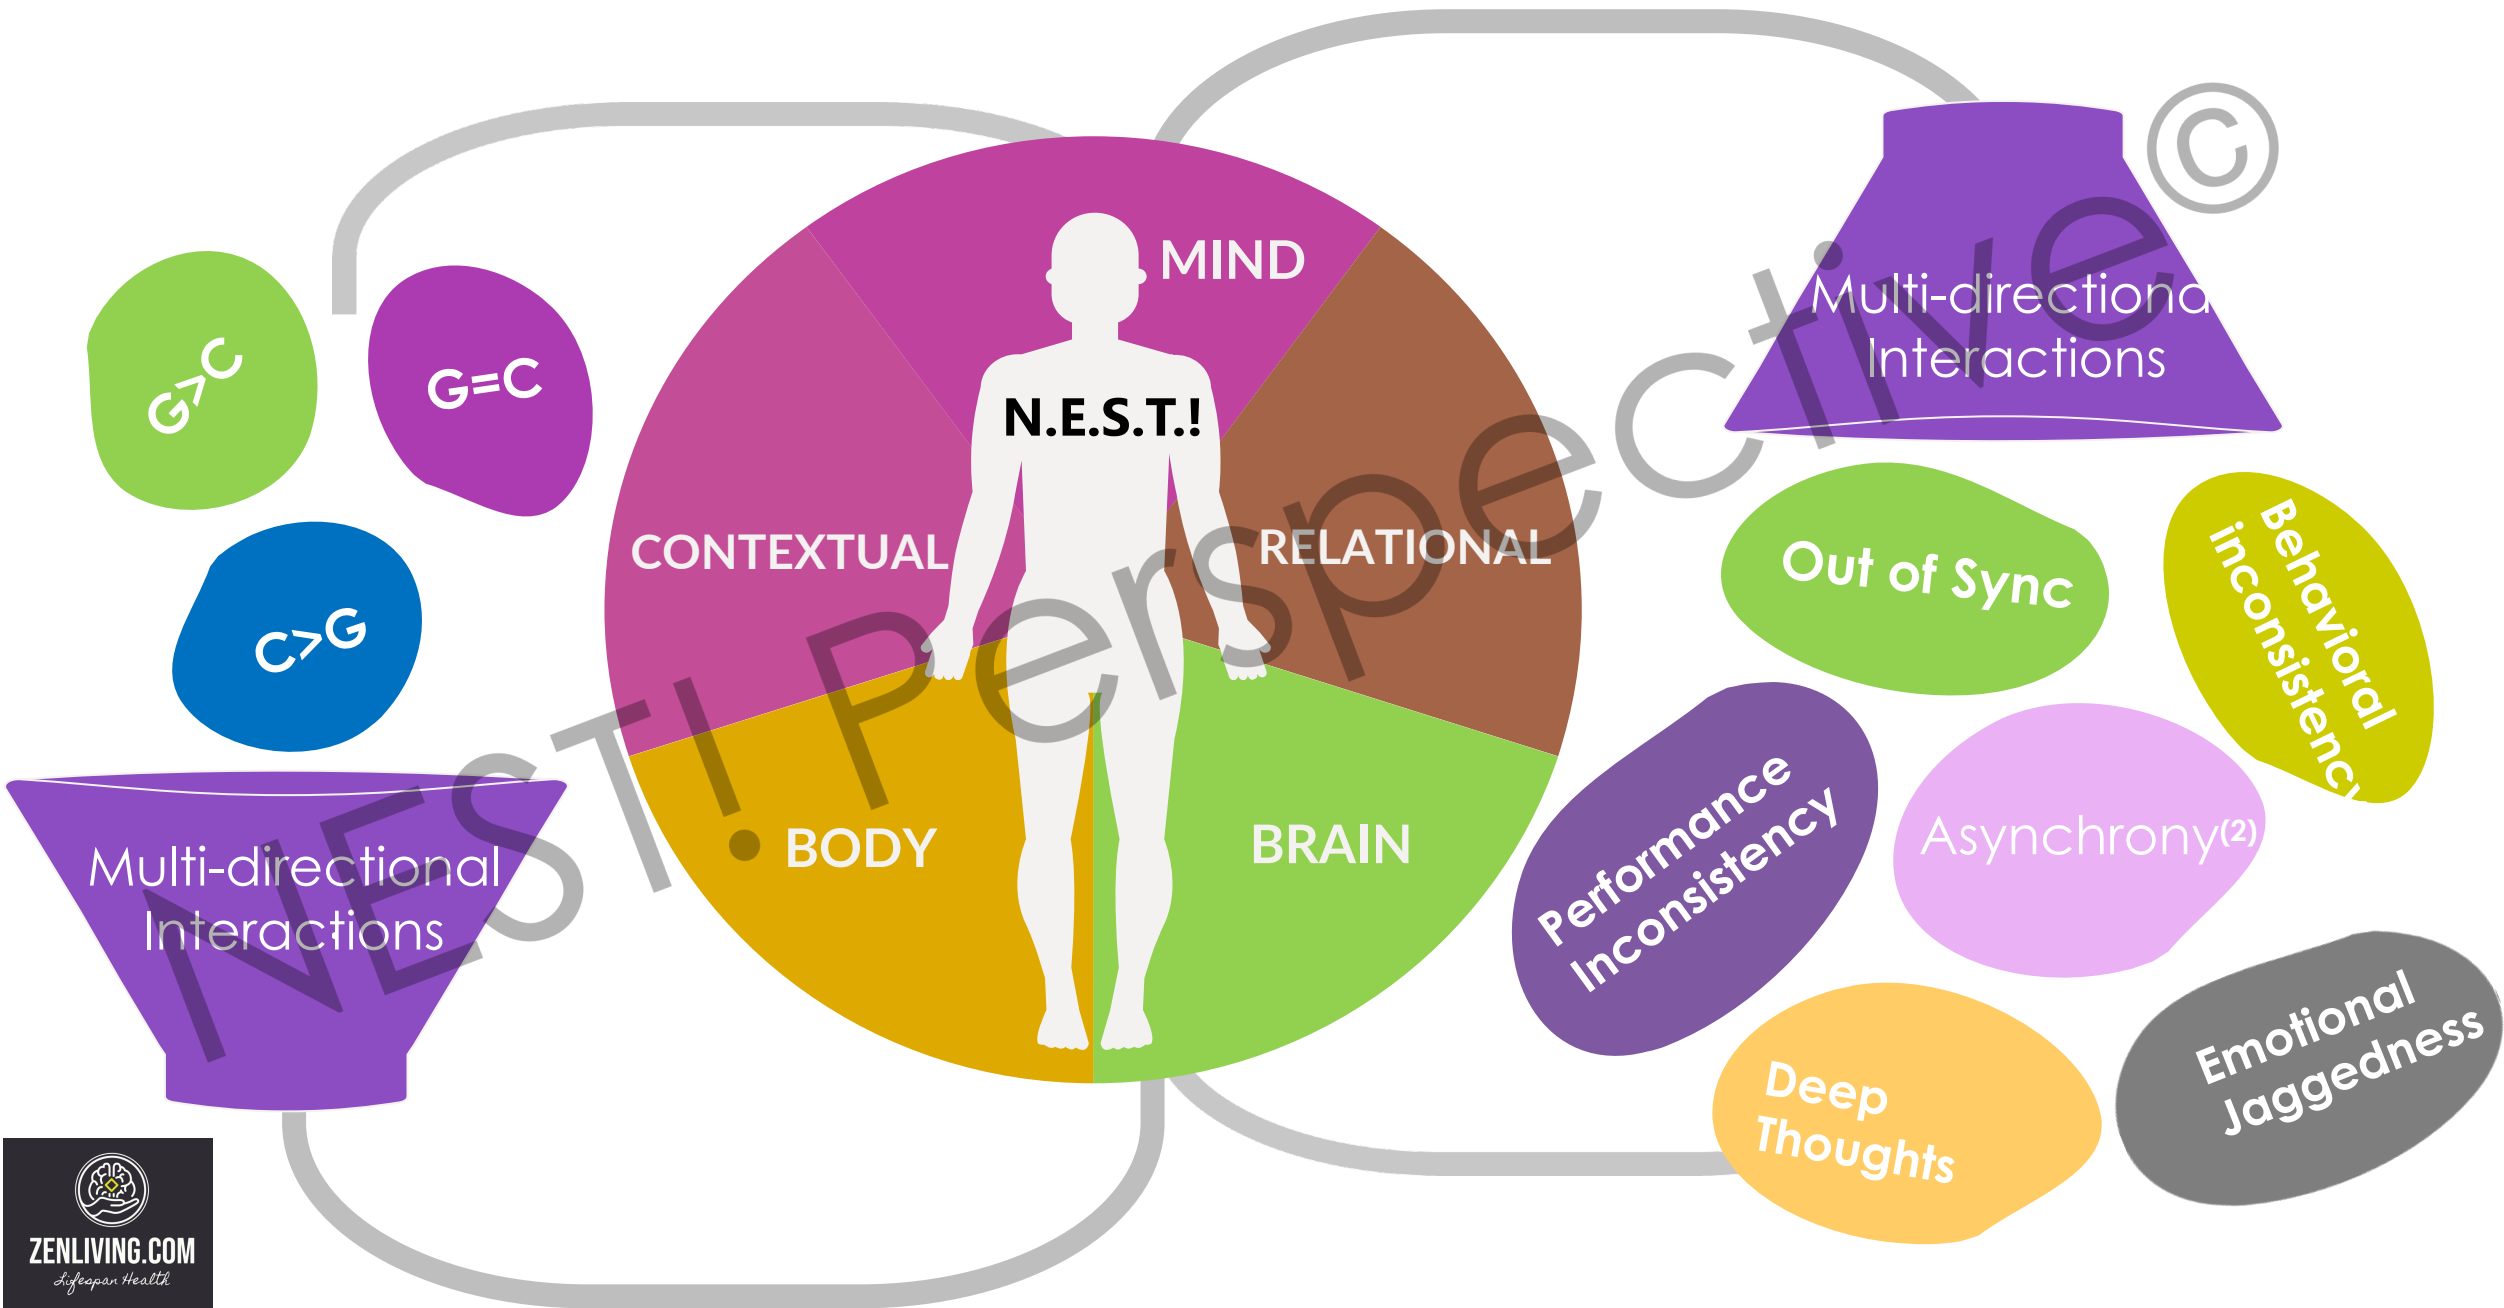 MIND
N.E.S.T.!
CONTEXTUAL
RELATIONAL
BODY
BRAIN
G>C
G=C
C>G
Multi-directional
Interactions
Multi-directiona
Interactions
Out of Sync
Behavioral
inconsistency
Performance
Inconsistency
Asynchrony(2)
Deep
Thoughts
Emotional
Jaggedness
NEST! Perspective ©
ZENLIVING.COM
Lifespan Health